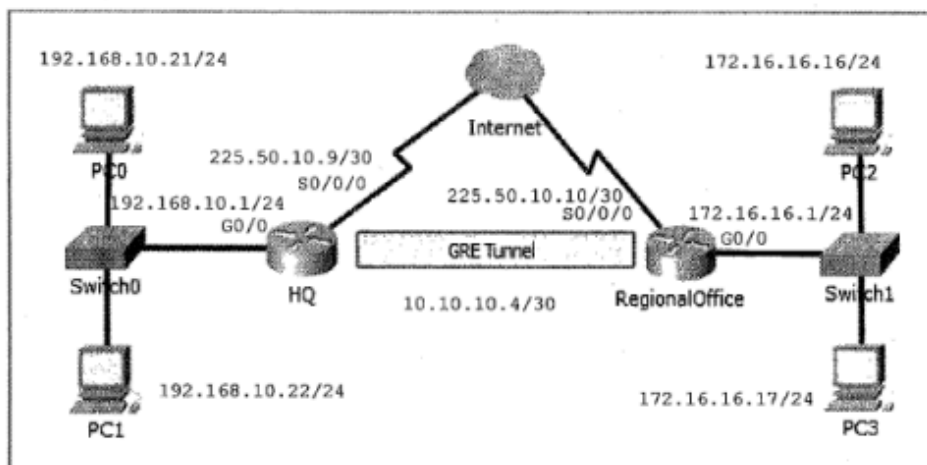 192.168.10.21/24
172.16.16.16/24
Internet
PC0
PC2
225.50.10.9/30
S0/0/0
225.50.10.10/30
S0/0/0
192.168.10.1/24
G0/0
172.16.16.1/24
G0/0
GRE Tunnel
Switch0
HQ
RegionalOffice
Switch1
10.10.10.4/30
192.168.10.22/24
172.16.16.17/24
PC1
PC3